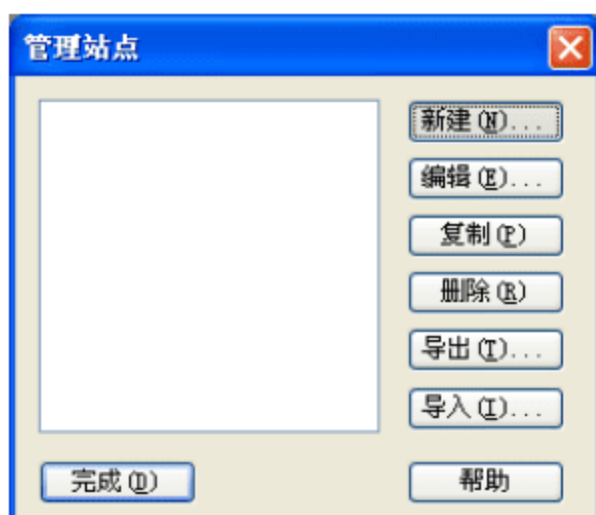 管理站点
新建(N)...
编辑(E)...
复制(P)
删除(R)
导出(T)...
导入(I)...
完成(D)
帮助